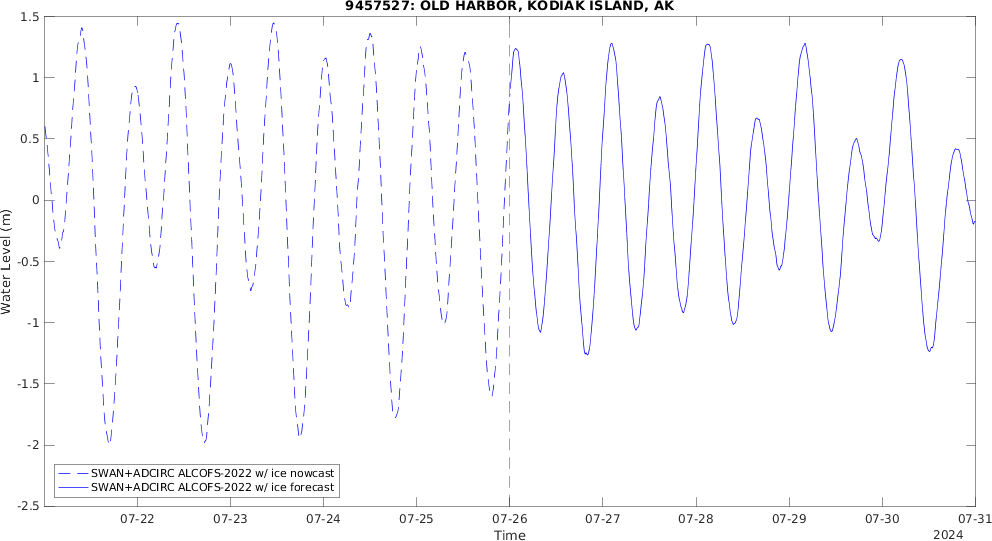 9457527: OLD HARBOR, KODIAK ISLAND, AK
1.5
1
0.5
0
-0.5
-1
-1.5
-2
-2.5
Water Level (m)
SWAN+ADCIRC ALCOFS-2022 w/ ice nowcast
SWAN+ADCIRC ALCOFS-2022 w/ ice forecast
07-22 07-23 07-24 07-25 07-26 07-27 07-28 07-29 07-30 07-31
Time
2024